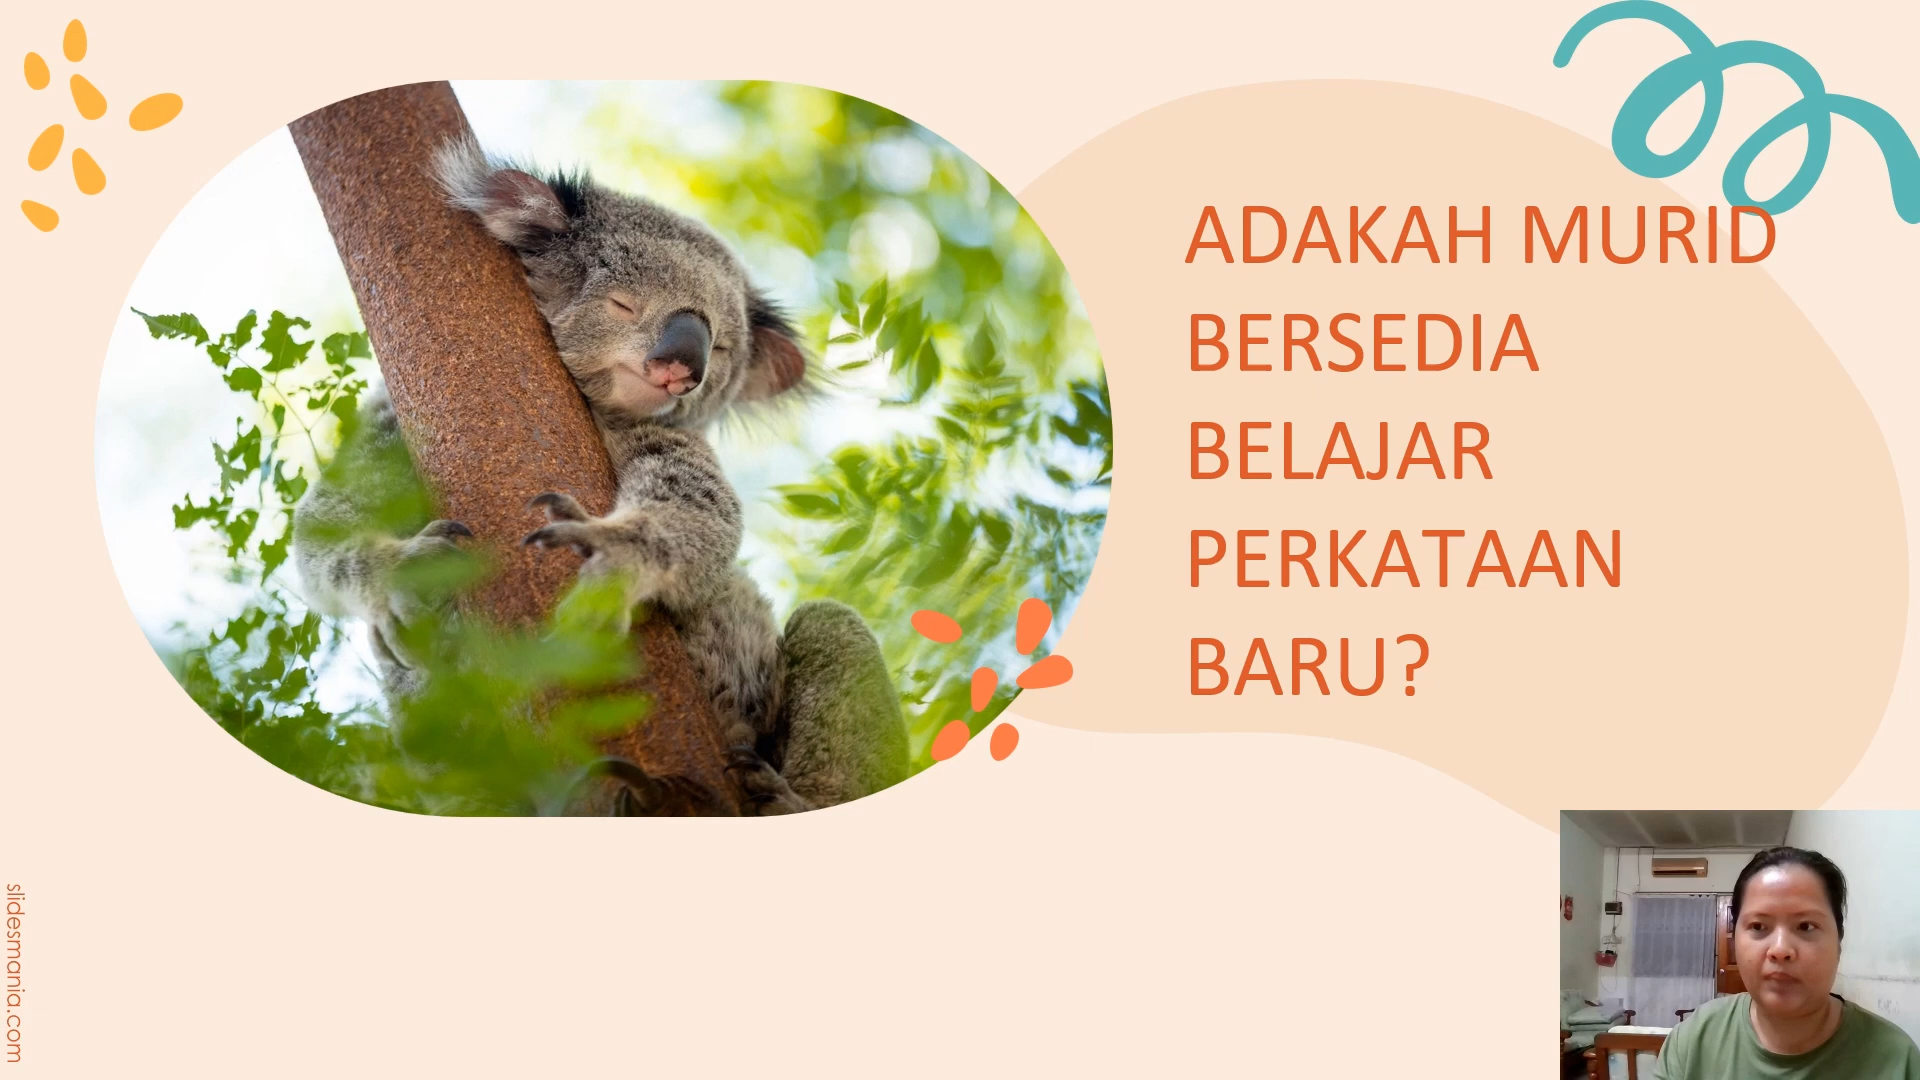 ADAKAH MURID
BERSEDIA
BELAJAR
PERKATAAN
BARU?
slidesmania.com